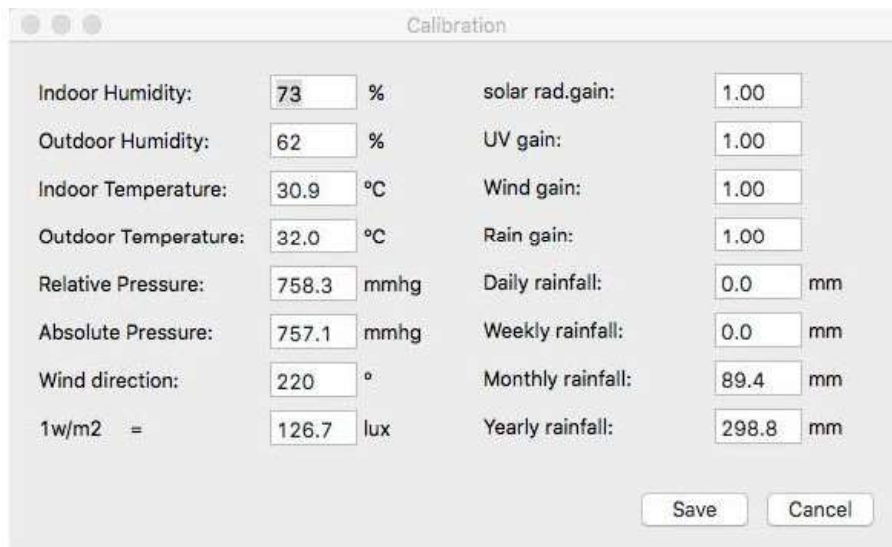 Calibration
Indoor Humidity: 73 %
Outdoor Humidity: 62 %
Indoor Temperature: 30.9 ºC
Outdoor Temperature: 32.0 ºC
Relative Pressure: 758.3 mmhg
Absolute Pressure: 757.1 mmhg
Wind direction: 220 º
1w/m2 = 126.7 lux
solar rad.gain: 1.00
UV gain: 1.00
Wind gain: 1.00
Rain gain: 1.00
Daily rainfall: 0.0 mm
Weekly rainfall: 0.0 mm
Monthly rainfall: 89.4 mm
Yearly rainfall: 298.8 mm
Save Cancel